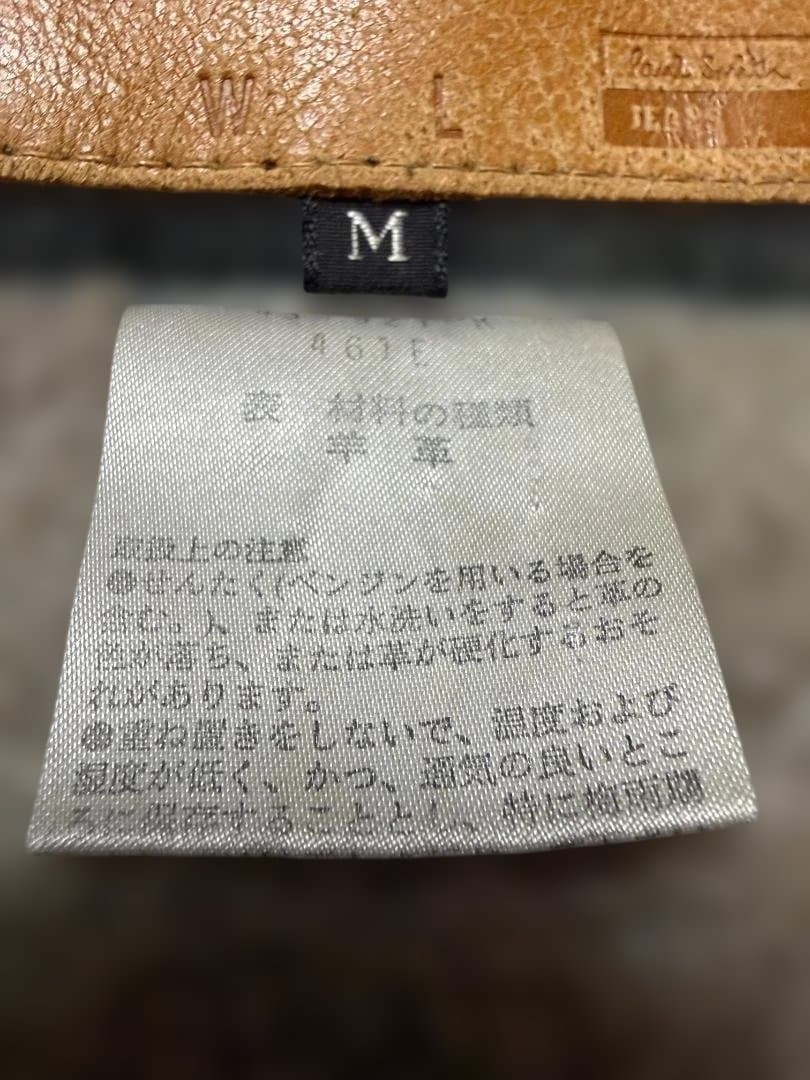 W L Paul Smith
JEANS
M
461E
表 材料の種類
羊 革
取扱上の注意
●せんたく(ベンジンを用いる場合を
含む。)、または水洗いをすると革の
色が落ち、または革が硬化するおそ
れがあります。
●重ね置きをしないで、温度および
湿度が低く、かつ、通気の良いとこ
ろに保存することとし、特に梅雨期